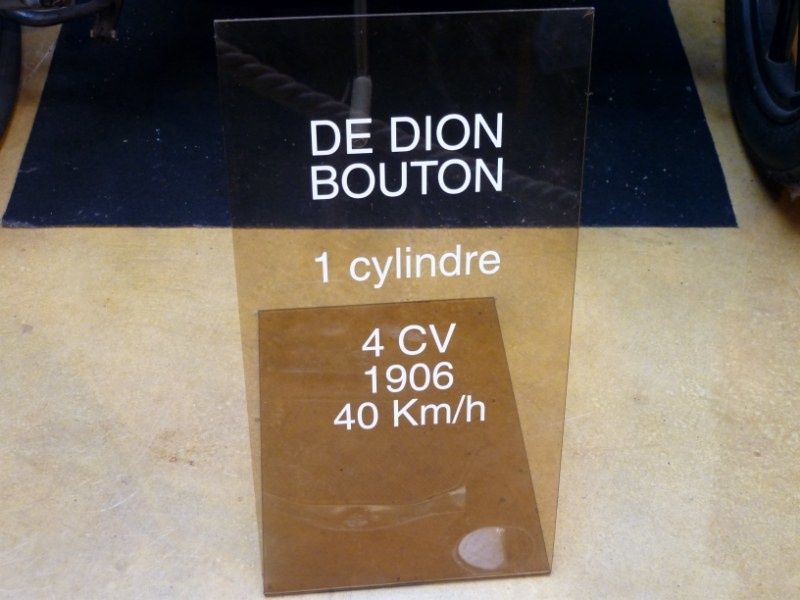 DE DION
BOUTON
1 cylindre
4 CV
1906
40 Km/h